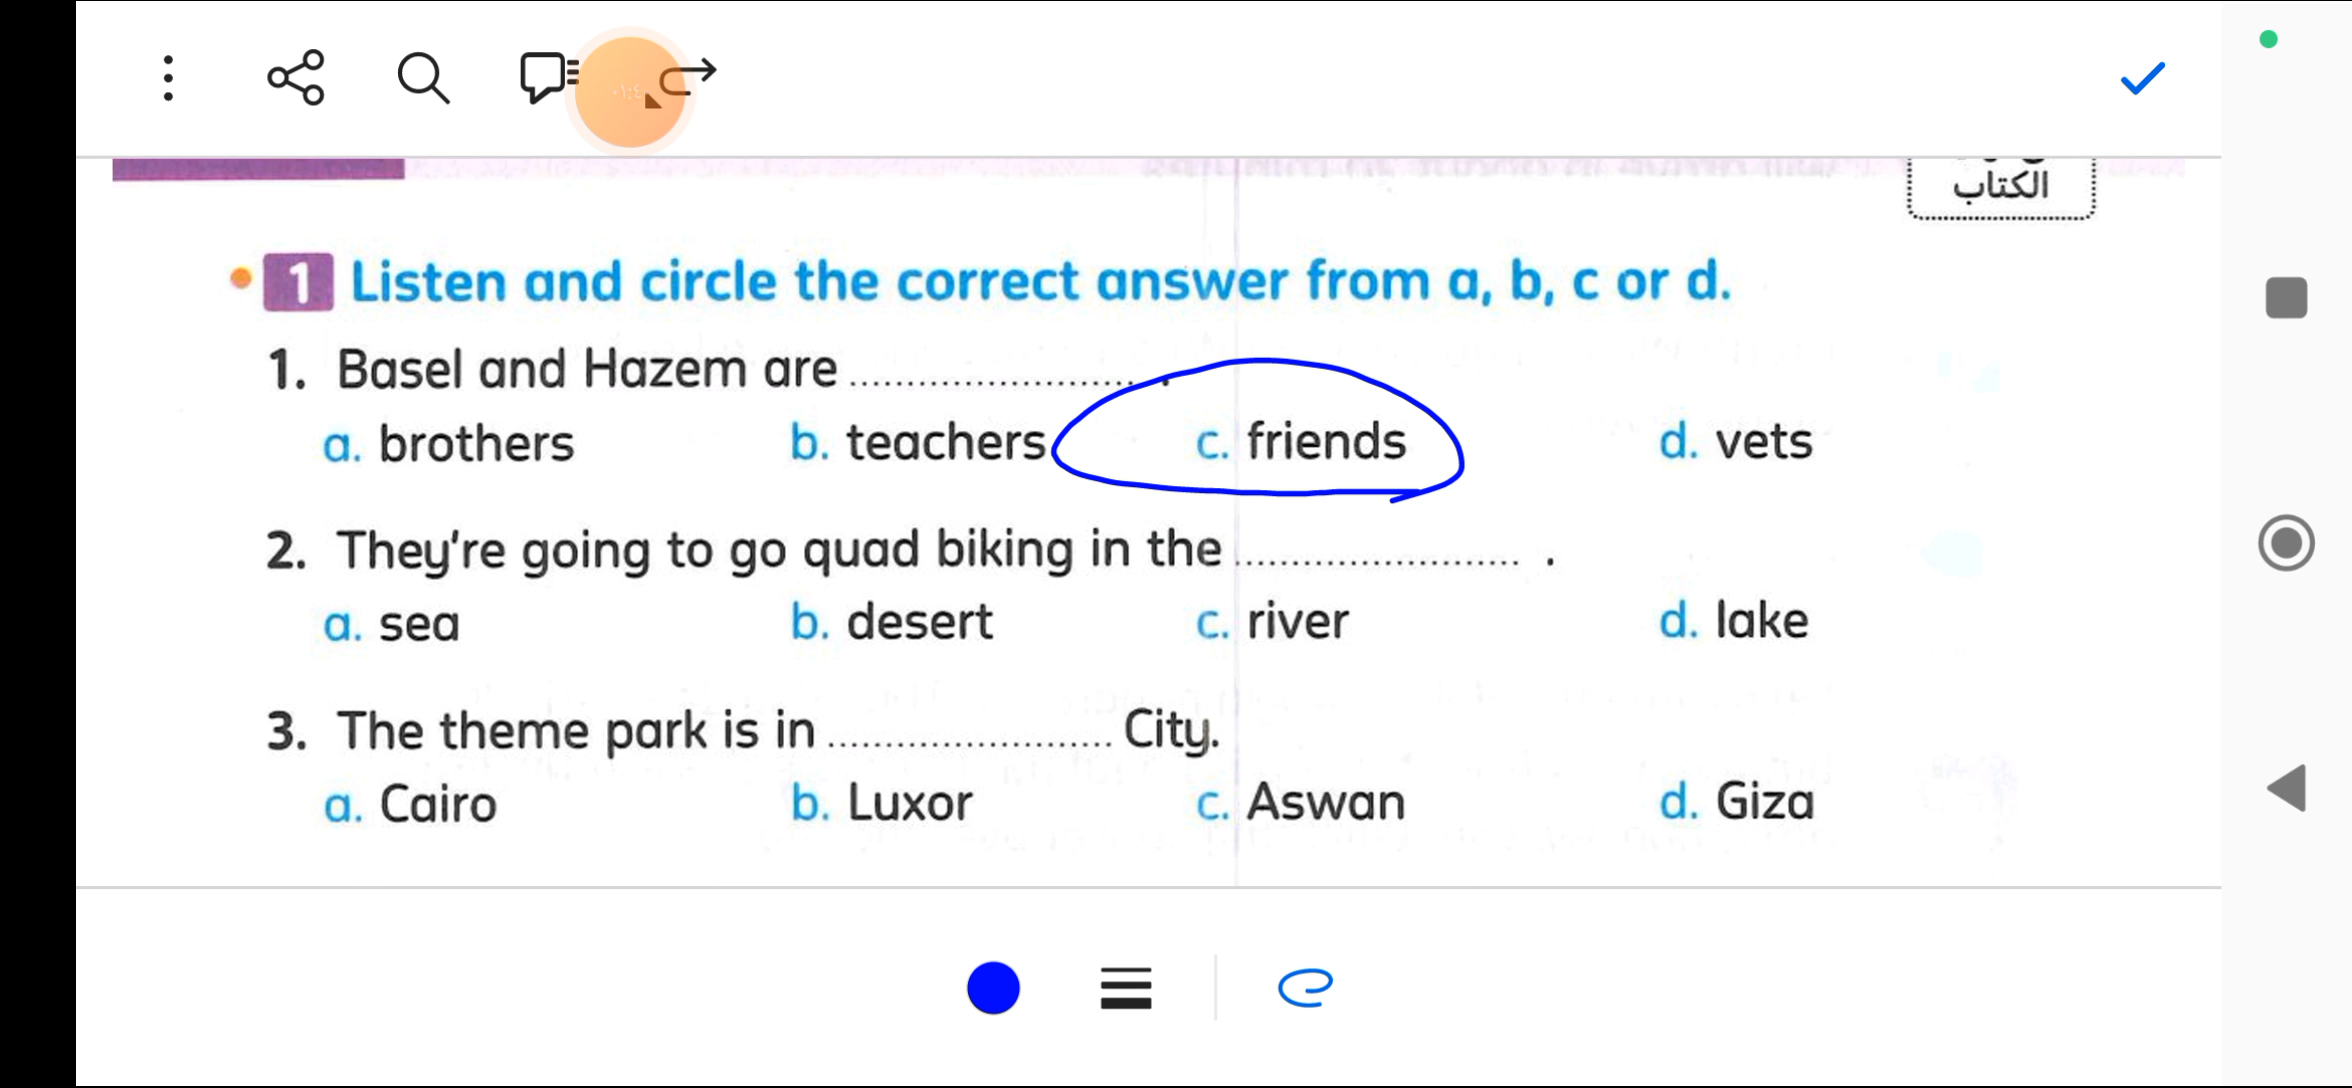 الكتاب
1 Listen and circle the correct answer from a, b, c or d.
1. Basel and Hazem are ........................ .
a. brothers b. teachers c. friends d. vets
2. They're going to go quad biking in the ........................ .
a. sea b. desert c. river d. lake
3. The theme park is in ........................ City.
a. Cairo b. Luxor c. Aswan d. Giza